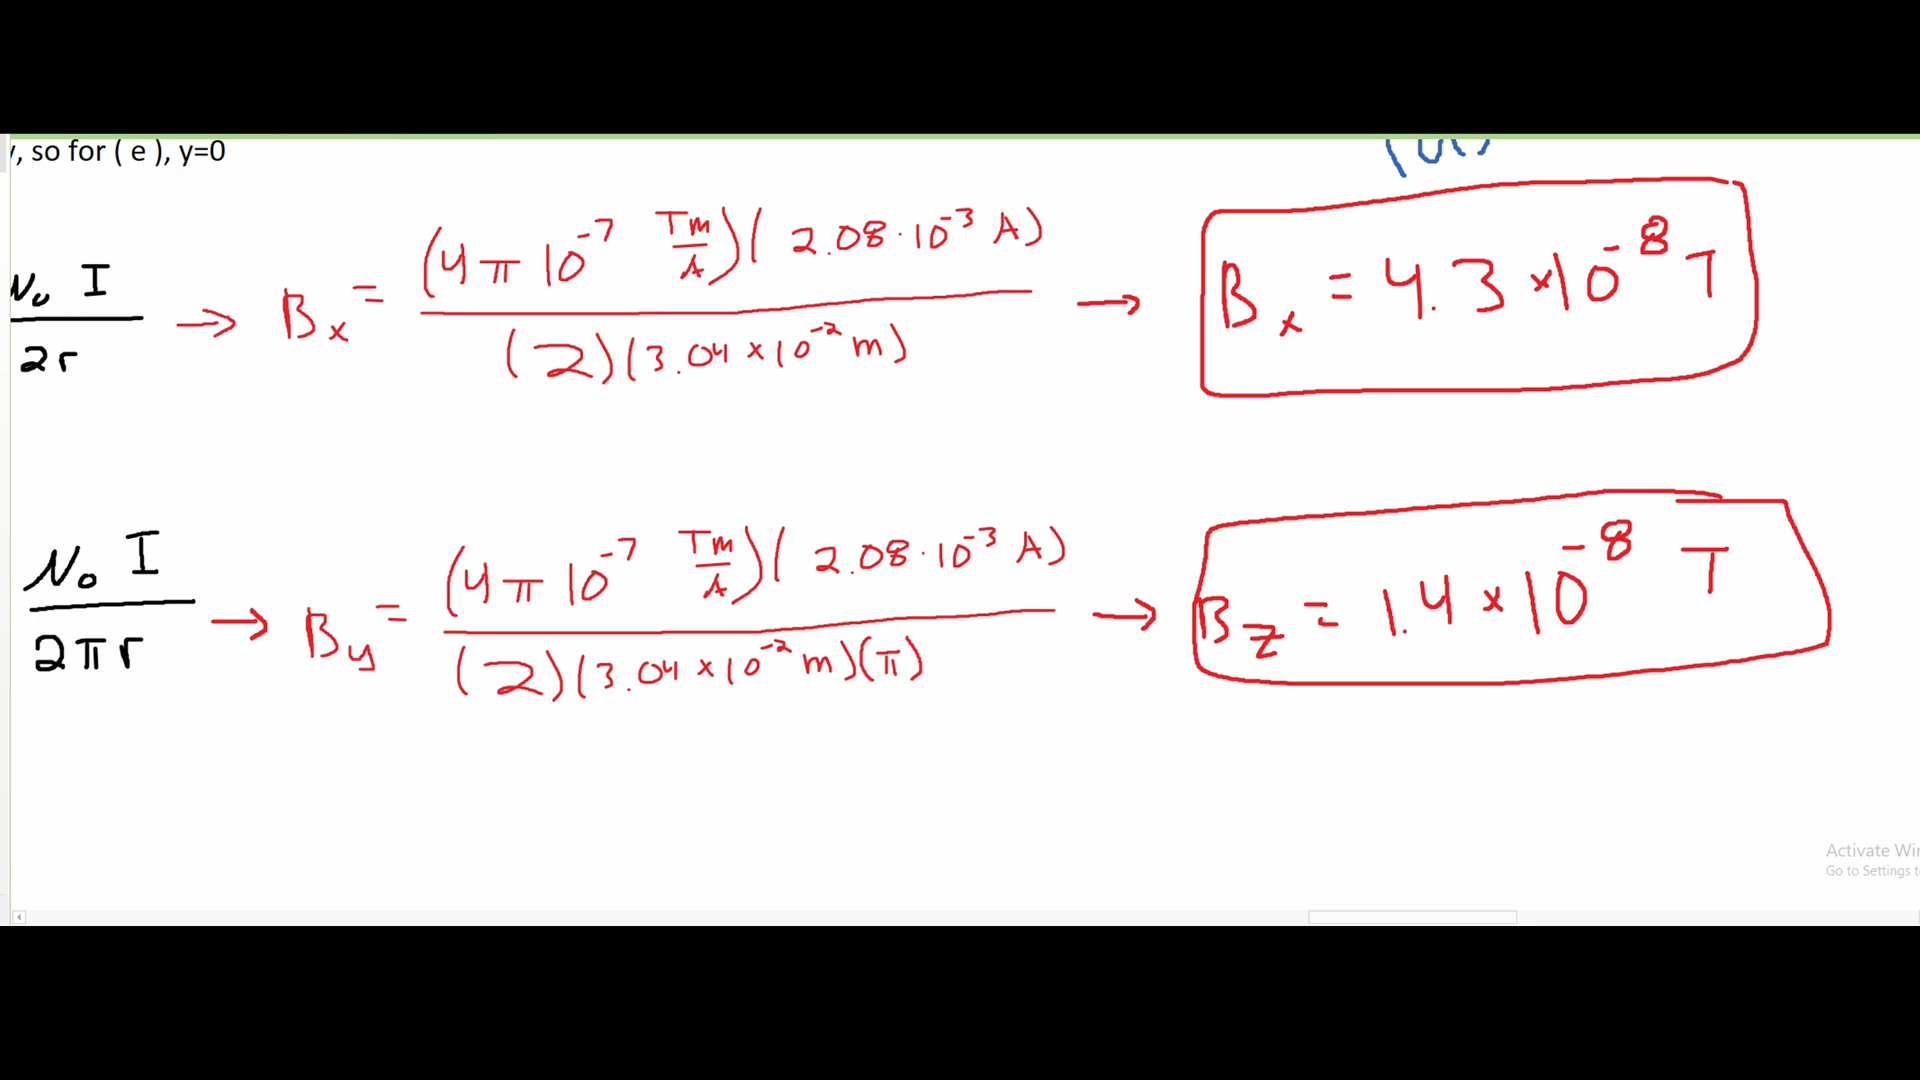 , so for ( e ), y=0
μ₀ I / 2r → Bx = (4π 10⁻⁷ Tm/A)(2.08·10⁻³ A) / (2)(3.04×10⁻² m) → Bx = 4.3 ×10⁻⁸ T
μ₀ I / 2πr → By = (4π 10⁻⁷ Tm/A)(2.08·10⁻³ A) / (2)(3.04×10⁻² m)(π) → Bz = 1.4 × 10⁻⁸ T
Activate Wi
Go to Settings t